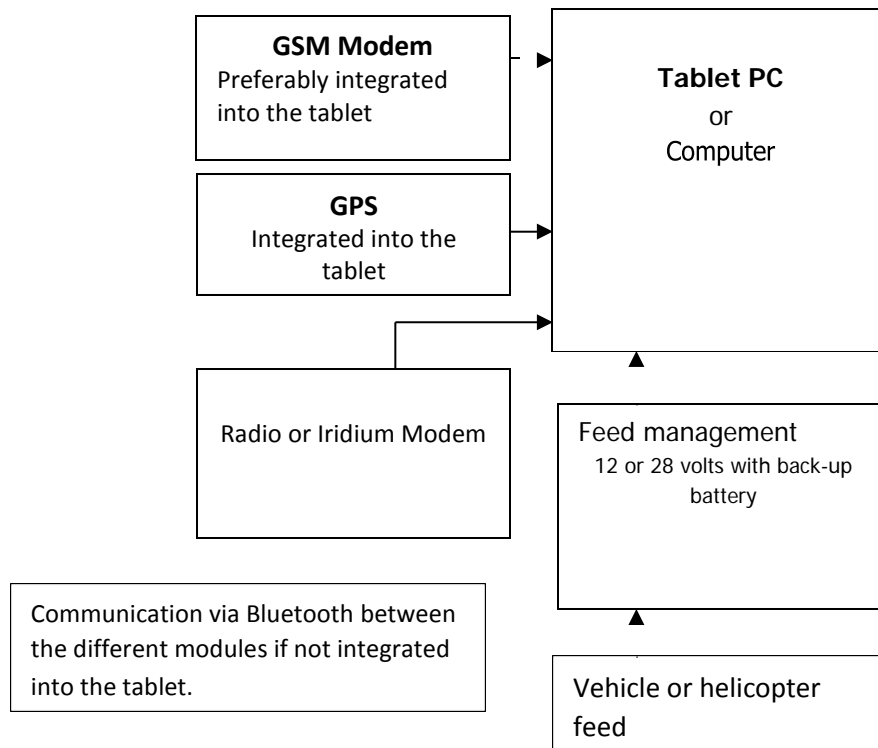 GSM Modem
Preferably integrated
into the tablet
Tablet PC
or
Computer
GPS
Integrated into the
tablet
Radio or Iridium Modem
Feed management
12 or 28 volts with back-up
battery
Communication via Bluetooth between
the different modules if not integrated
into the tablet.
Vehicle or helicopter
feed